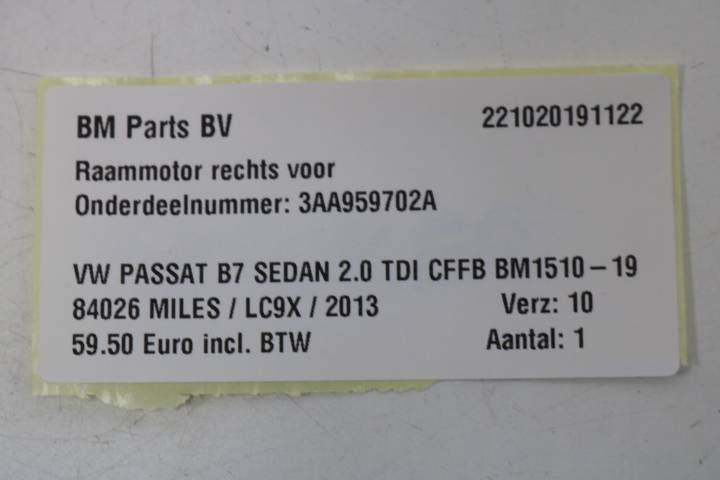 BM Parts BV 221020191122
Raammotor rechts voor
Onderdeelnummer: 3AA959702A
VW PASSAT B7 SEDAN 2.0 TDI CFFB BM1510-19
84026 MILES / LC9X / 2013 Verz: 10
59.50 Euro incl. BTW Aantal: 1